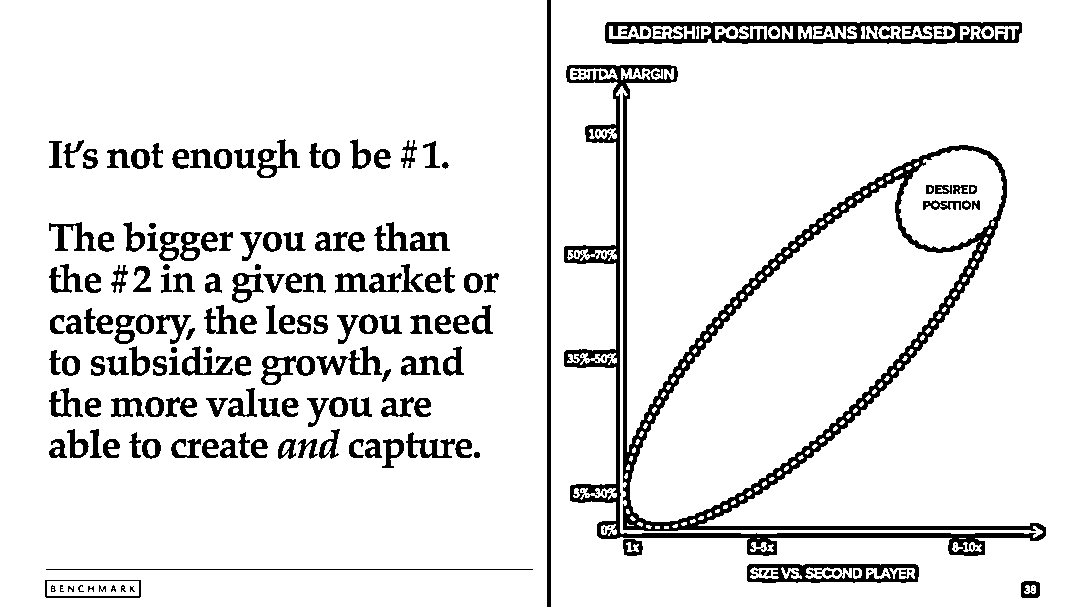 It's not enough to be #1.
The bigger you are than
the #2 in a given market or
category, the less you need
to subsidize growth, and
the more value you are
able to create and capture.
BENCHMARK
LEADERSHIP POSITION MEANS INCREASED PROFIT
EBITDA MARGIN
100%
DESIRED
POSITION
50%-70%
35%-50%
5%-30%
0%
1x
3-5x
8-10x
SIZE VS. SECOND PLAYER
38